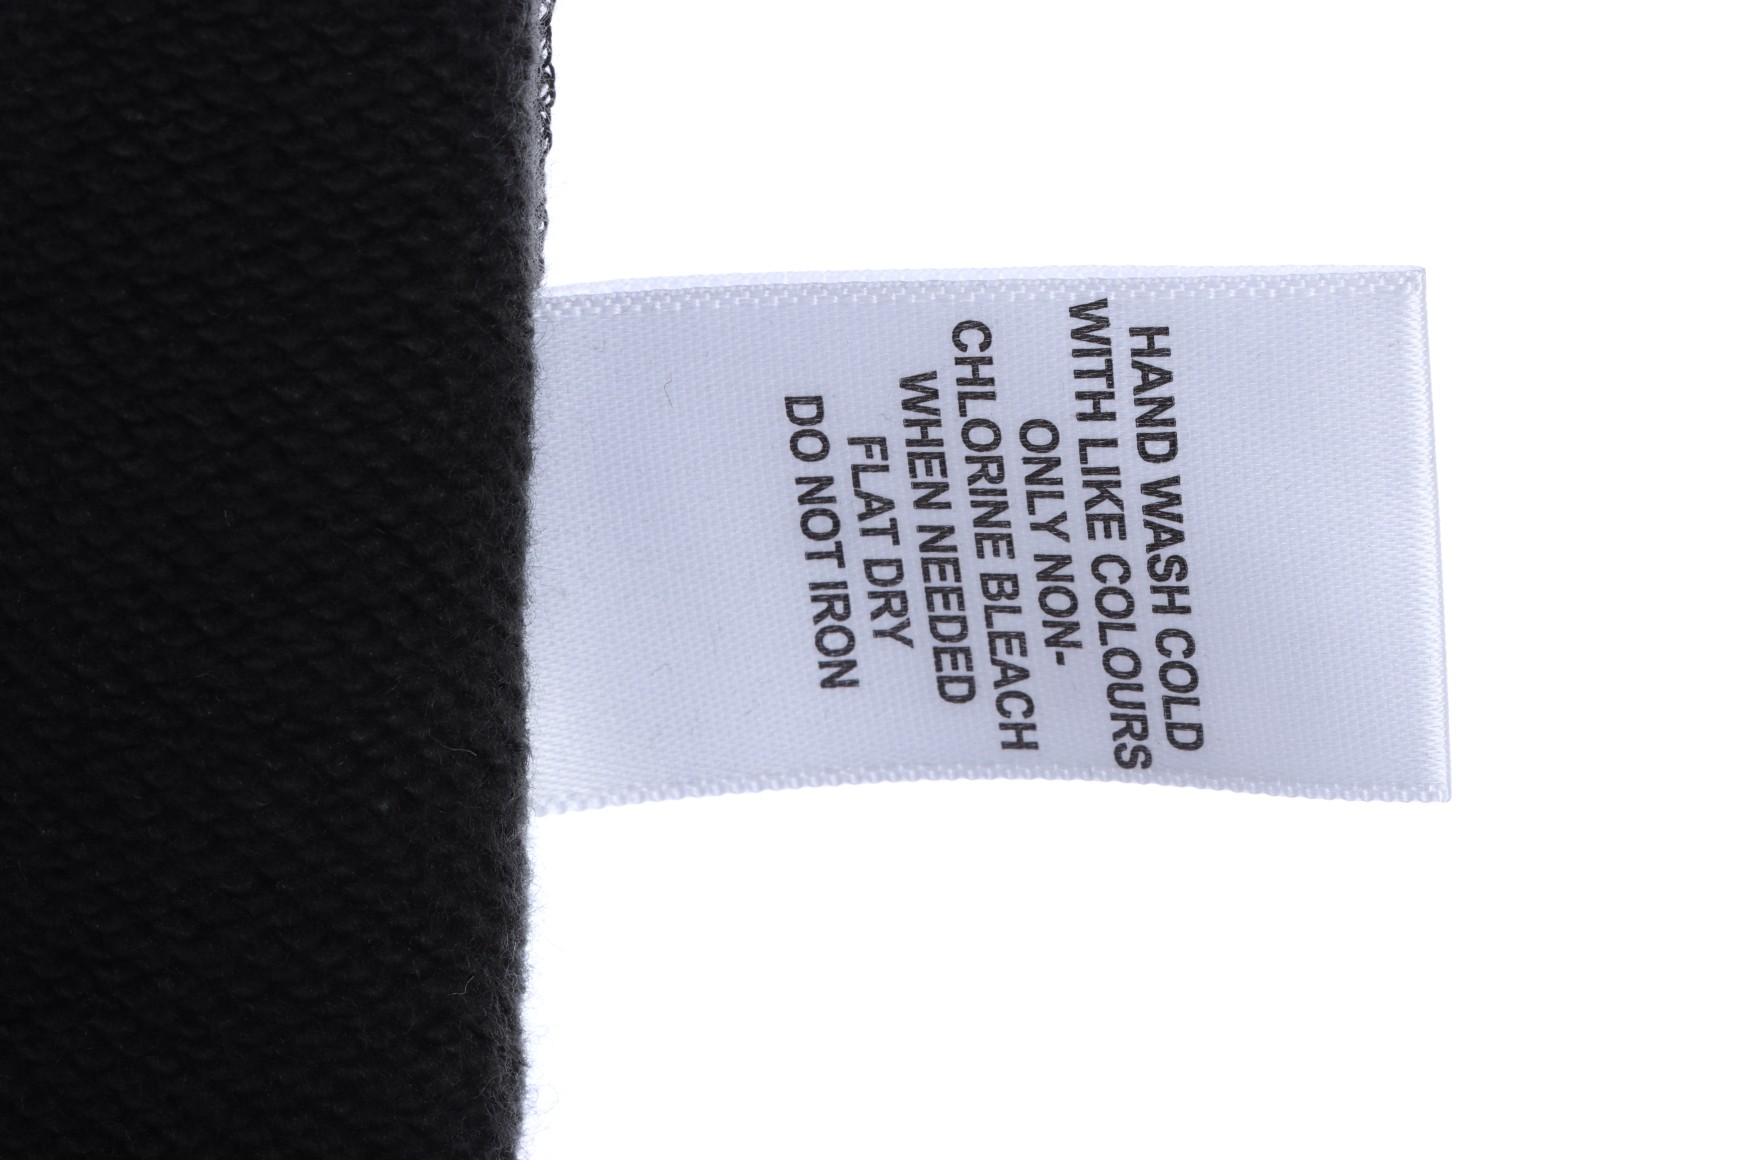 HAND WASH COLD
WITH LIKE COLOURS
ONLY NON-
CHLORINE BLEACH
WHEN NEEDED
FLAT DRY
DO NOT IRON